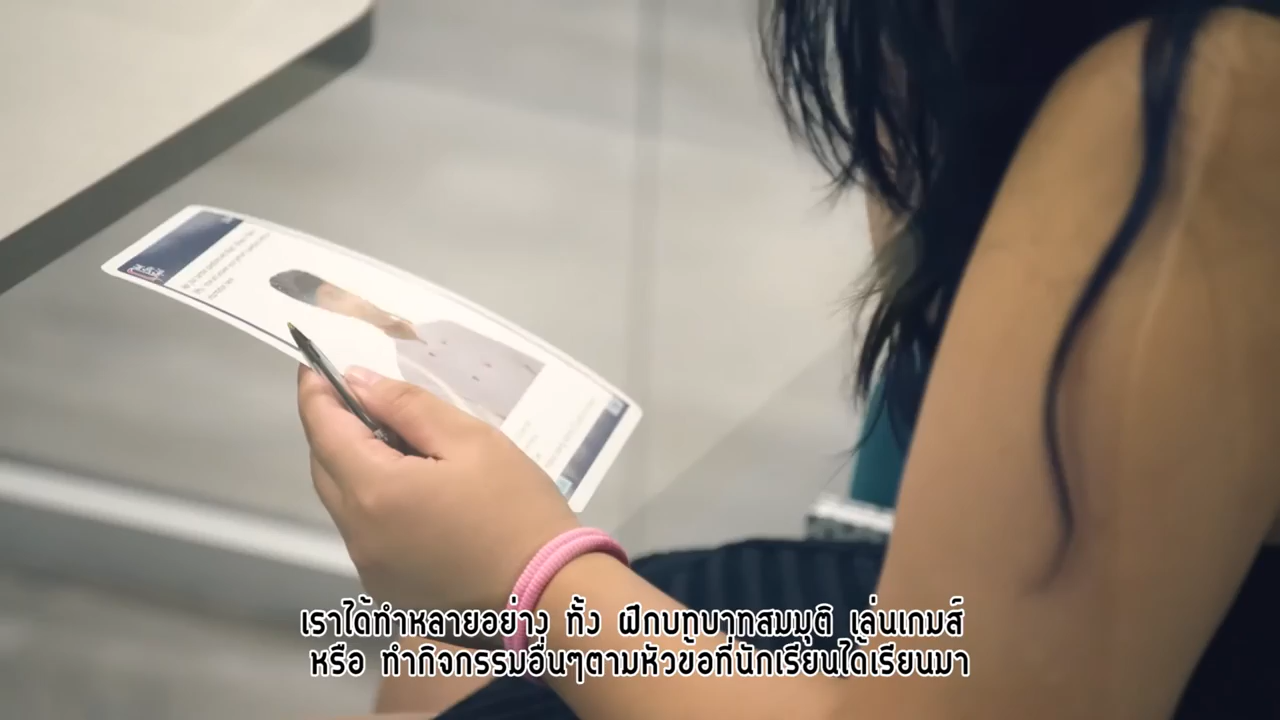 เราได้ทำหลายอย่าง ทั้ง ฝึกบทบาทสมมุติ เล่นเกมส์
หรือ ทำกิจกรรมอื่นๆตามหัวข้อที่นักเรียนได้เรียนมา